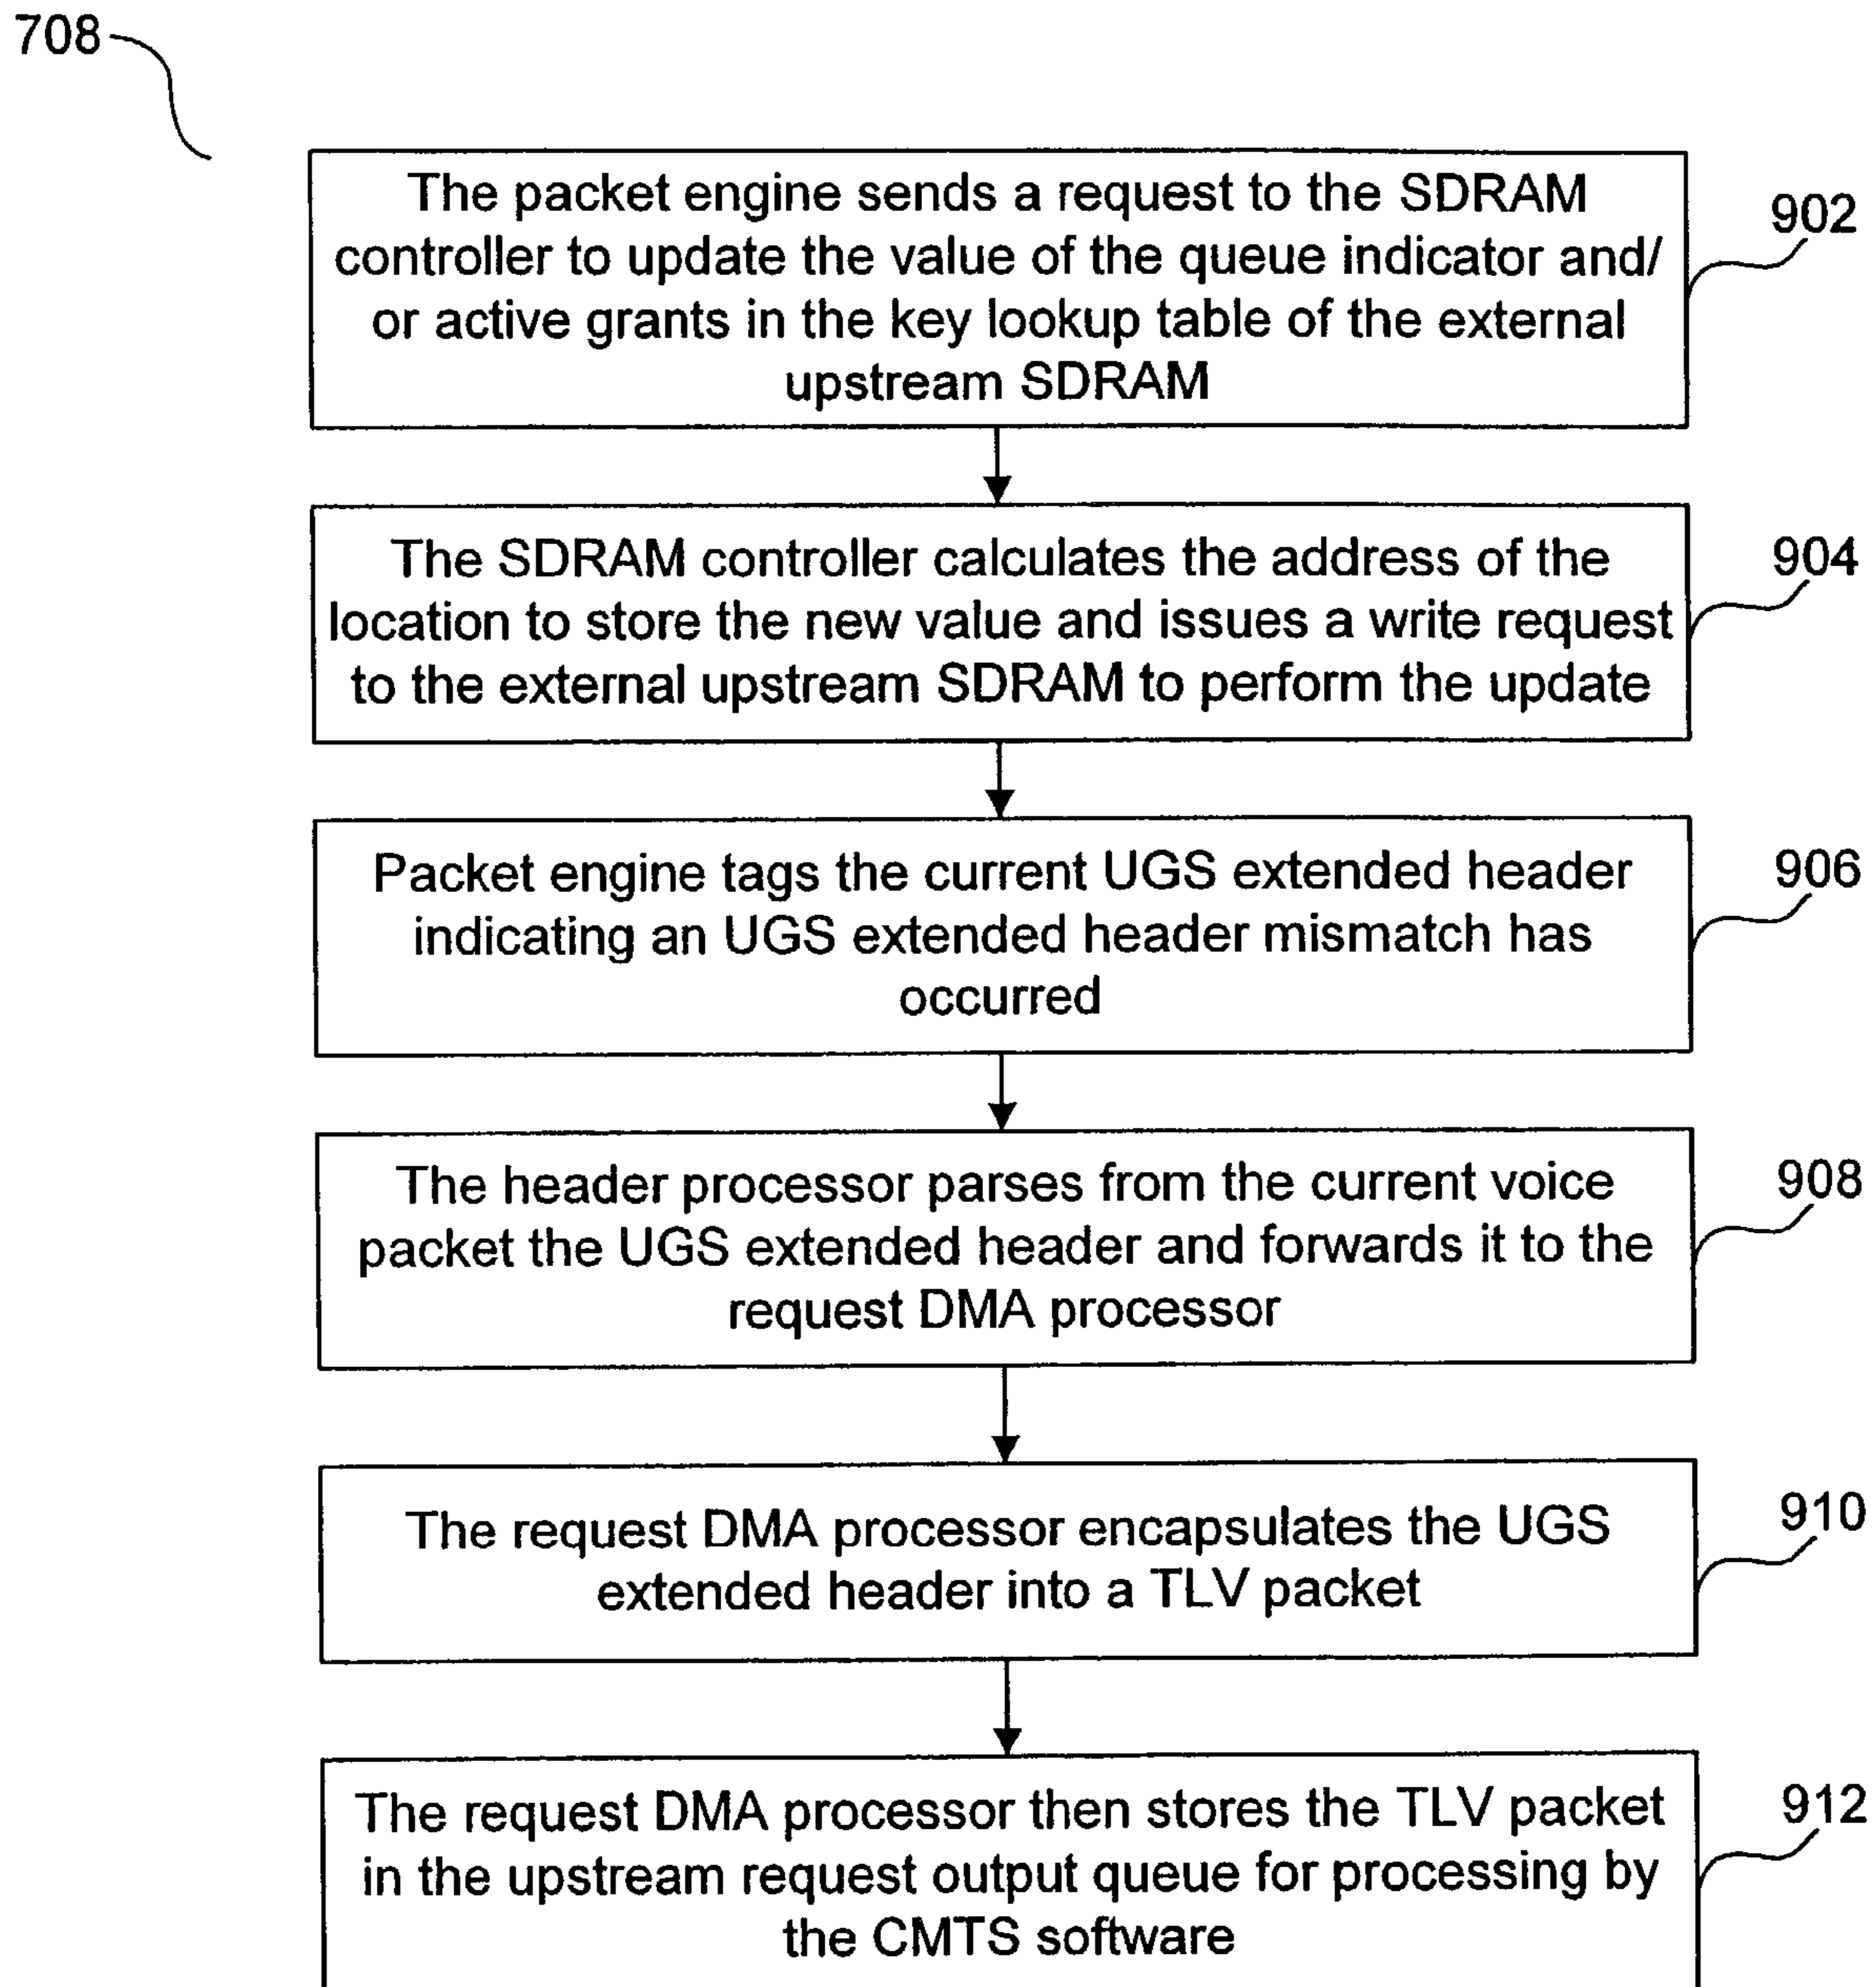 708
The packet engine sends a request to the SDRAM
controller to update the value of the queue indicator and/
or active grants in the key lookup table of the external
upstream SDRAM
902
The SDRAM controller calculates the address of the
location to store the new value and issues a write request
to the external upstream SDRAM to perform the update
904
Packet engine tags the current UGS extended header
indicating an UGS extended header mismatch has
occurred
906
The header processor parses from the current voice
packet the UGS extended header and forwards it to the
request DMA processor
908
The request DMA processor encapsulates the UGS
extended header into a TLV packet
910
The request DMA processor then stores the TLV packet
in the upstream request output queue for processing by
the CMTS software
912